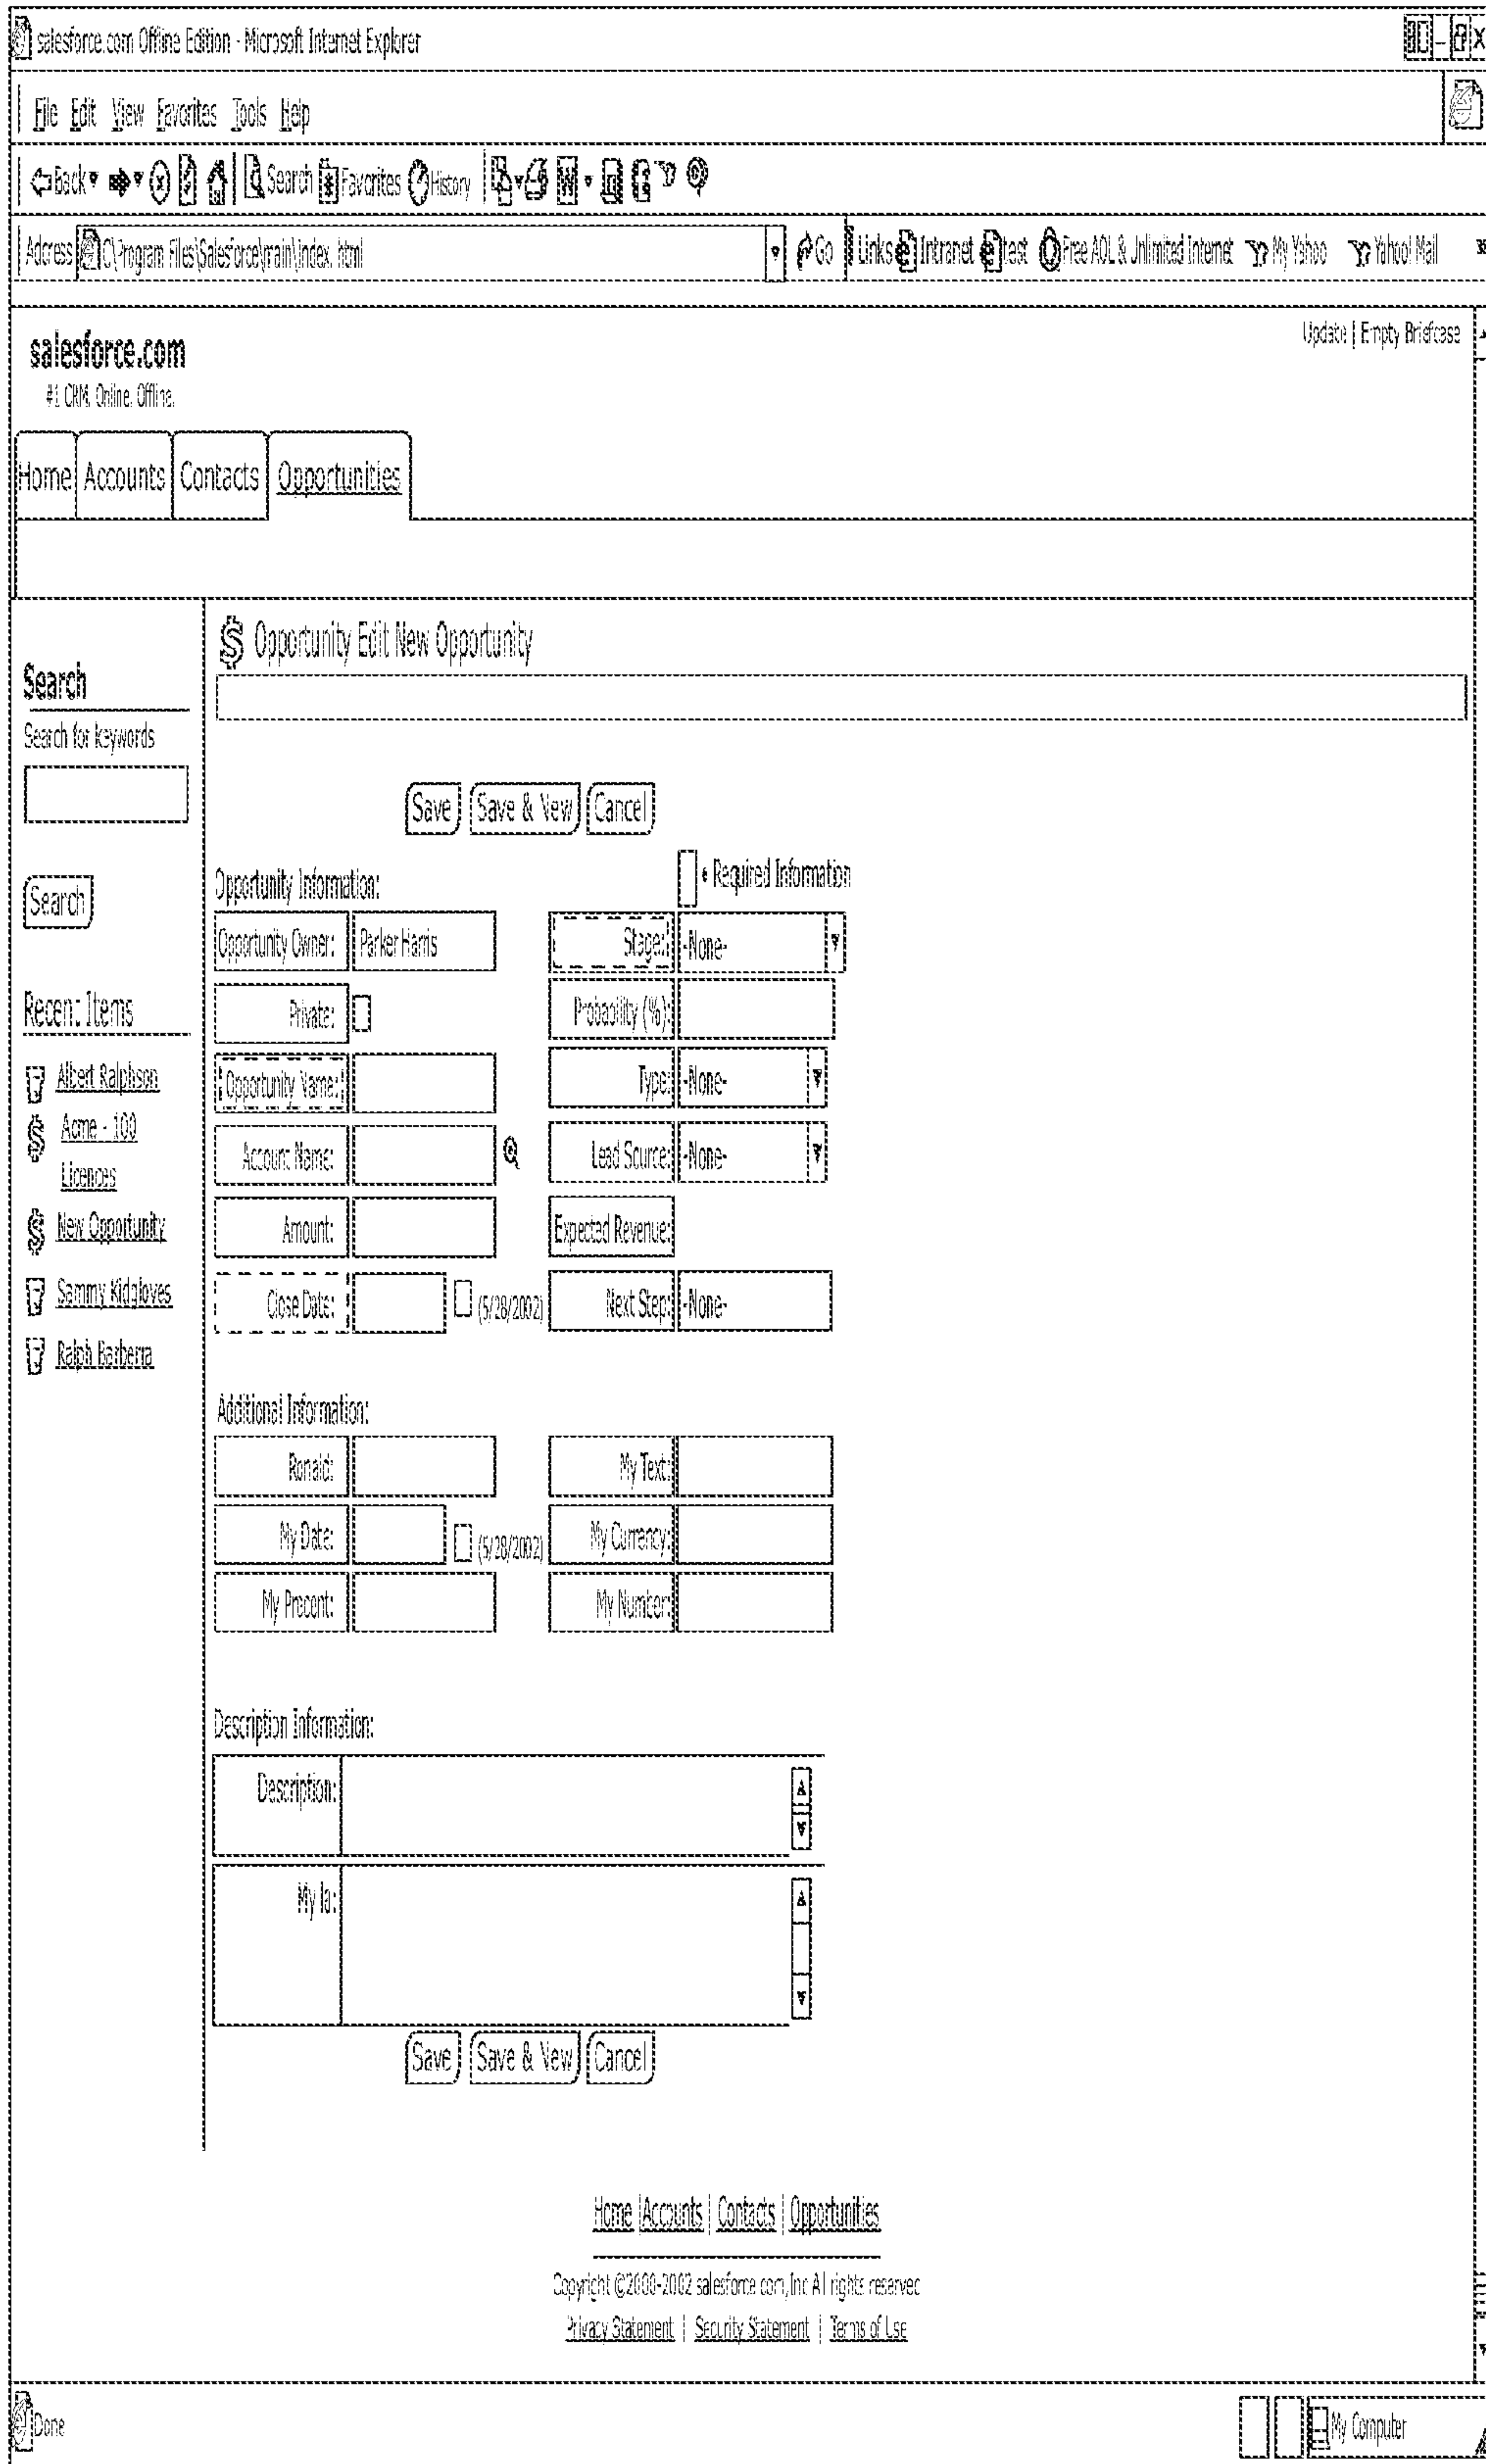 salesforce.com Offline Edition - Microsoft Internet Explorer
File Edit View Favorites Tools Help
Back Search Favorites History
Address C:\Program Files\Salesforce\main\index. html Go Links Intranet test Free AOL & Unlimited Internet My Yahoo Yahoo! Mail
salesforce.com Update | Empty Briefcase
#1 CRM. Online. Offline.
Home Accounts Contacts Opportunities
$ Opportunity Edit New Opportunity
Search
Search for keywords
Save Save & New Cancel
Search
Opportunity Information: • Required Information
Opportunity Owner: Parker Harris Stage: -None-
Private: Probability (%):
Opportunity Name: Type: -None-
Account Name: Lead Source: -None-
Amount: Expected Revenue:
Close Date: (5/28/2002) Next Step: -None-
Recent Items
Albert Ralphson
$ Acme - 100
Licences
$ New Opportunity
Sammy Kidgloves
Ralph Barberra
Additional Information:
Ronald: My Text:
My Date: (5/28/2002) My Currency:
My Procont: My Number:
Description Information:
Description:
My
Save Save & New Cancel
Home | Accounts | Contacts | Opportunities
Copyright ©2000-2002 salesforce com, Inc All rights reserved
Privacy Statement | Security Statement | Terms of Use
Done My Computer